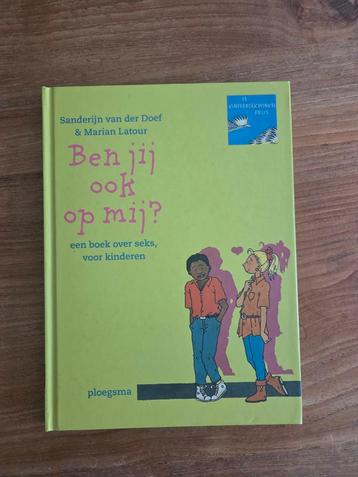 Sanderijn van der Doef
& Marian Latour
Ben jij
ook
op mij?
een boek over seks,
voor kinderen
ploegsma